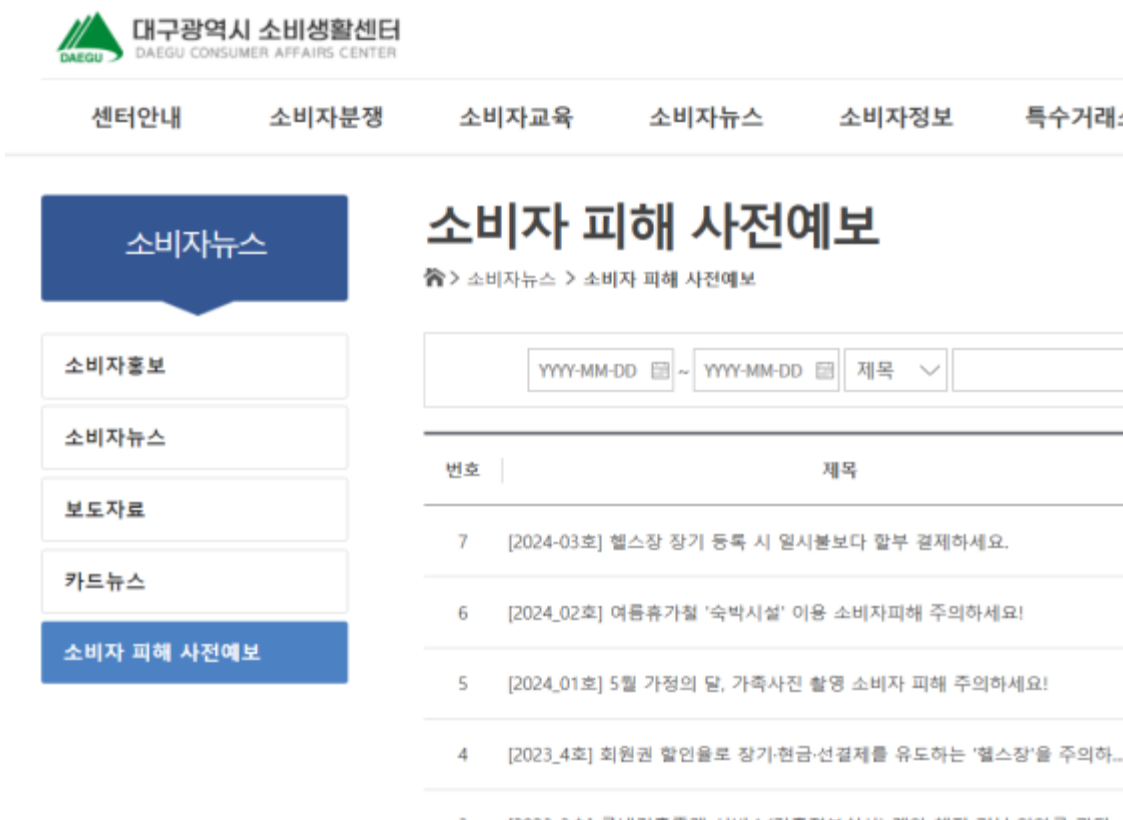 대구광역시 소비생활센터
DAEGU CONSUMER AFFAIRS CENTER
DAEGU
센터안내 소비자분쟁 소비자교육 소비자뉴스 소비자정보 특수거래
소비자뉴스
소비자홍보
소비자뉴스
보도자료
카드뉴스
소비자 피해 사전예보
소비자 피해 사전예보
> 소비자뉴스 > 소비자 피해 사전예보
YYYY-MM-DD ~ YYYY-MM-DD 제목
번호 제목
7 [2024-03호] 헬스장 장기 등록 시 일시불보다 할부 결제하세요.
6 [2024_02호] 여름휴가철 '숙박시설' 이용 소비자피해 주의하세요!
5 [2024_01호] 5월 가정의 달, 가족사진 촬영 소비자 피해 주의하세요!
4 [2023_4호] 회원권 할인율로 장기·현금·선결제를 유도하는 '헬스장'을 주의하...